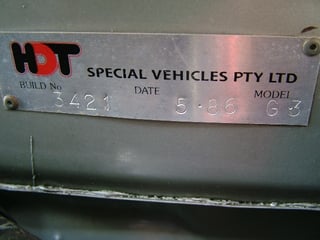 HDT SPECIAL VEHICLES PTY LTD
BUILD No 3421 DATE 5·86 MODEL G3